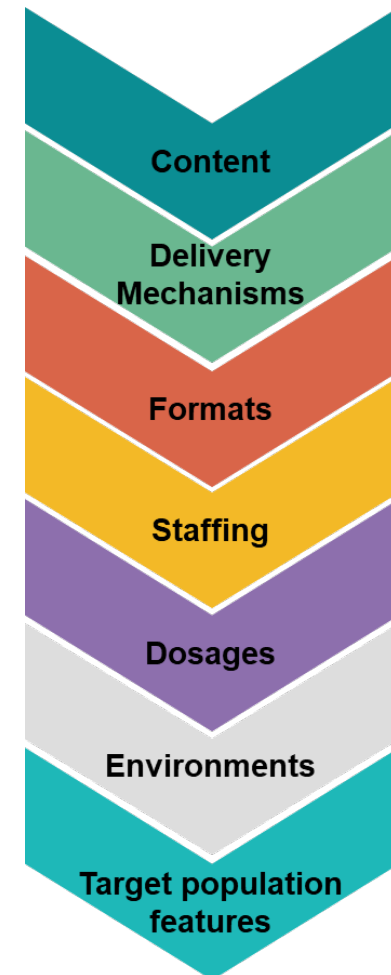 Content
Delivery
Mechanisms
Formats
Staffing
Dosages
Environments
Target population
features